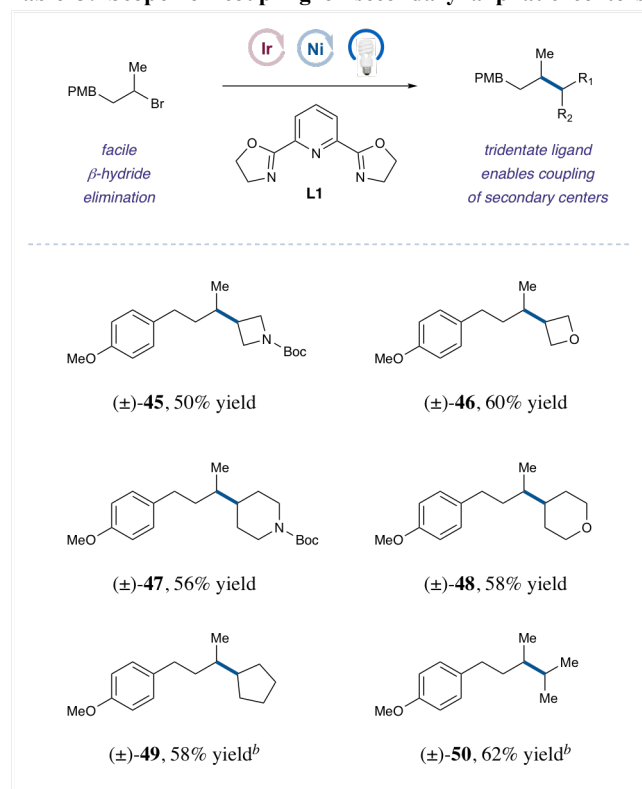 Ir Ni
Me
PMB
Br
O
N
N
N
O
L1
Me
PMB
R1
R2
facile
β-hydride
elimination
tridentate ligand
enables coupling
of secondary centers
Me
MeO
N
Boc
(±)-45, 50% yield
Me
MeO
O
(±)-46, 60% yield
Me
MeO
N
Boc
(±)-47, 56% yield
Me
MeO
O
(±)-48, 58% yield
Me
MeO
(±)-49, 58% yieldᵇ
Me
Me
MeO
Me
(±)-50, 62% yieldᵇ